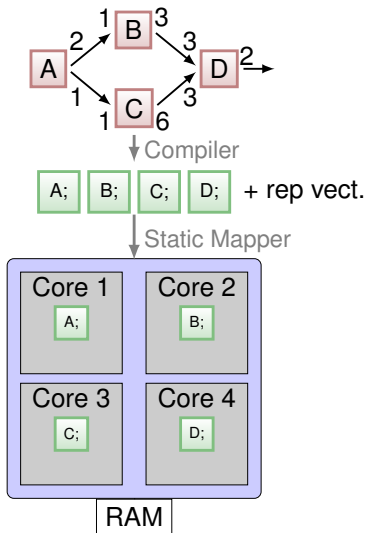 1 B 3
2 3
A D 2
1 3
1 C 6
Compiler
A; B; C; D; + rep vect.
Static Mapper
Core 1 Core 2
A; B;
Core 3 Core 4
C; D;
RAM